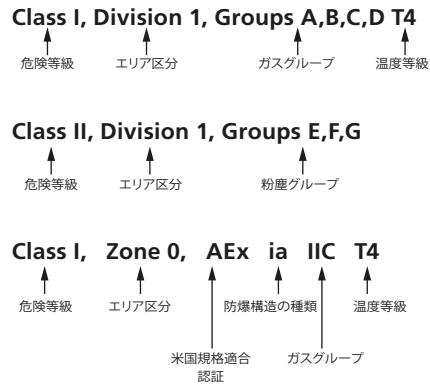 Class I, Division 1, Groups A,B,C,D T4
危険等級 エリア区分 ガスグループ 温度等級
Class II, Division 1, Groups E,F,G
危険等級 エリア区分 粉塵グループ
Class I, Zone 0, AEx ia IIC T4
危険等級 エリア区分 防爆構造の種類 温度等級
米国規格適合 ガスグループ
認証